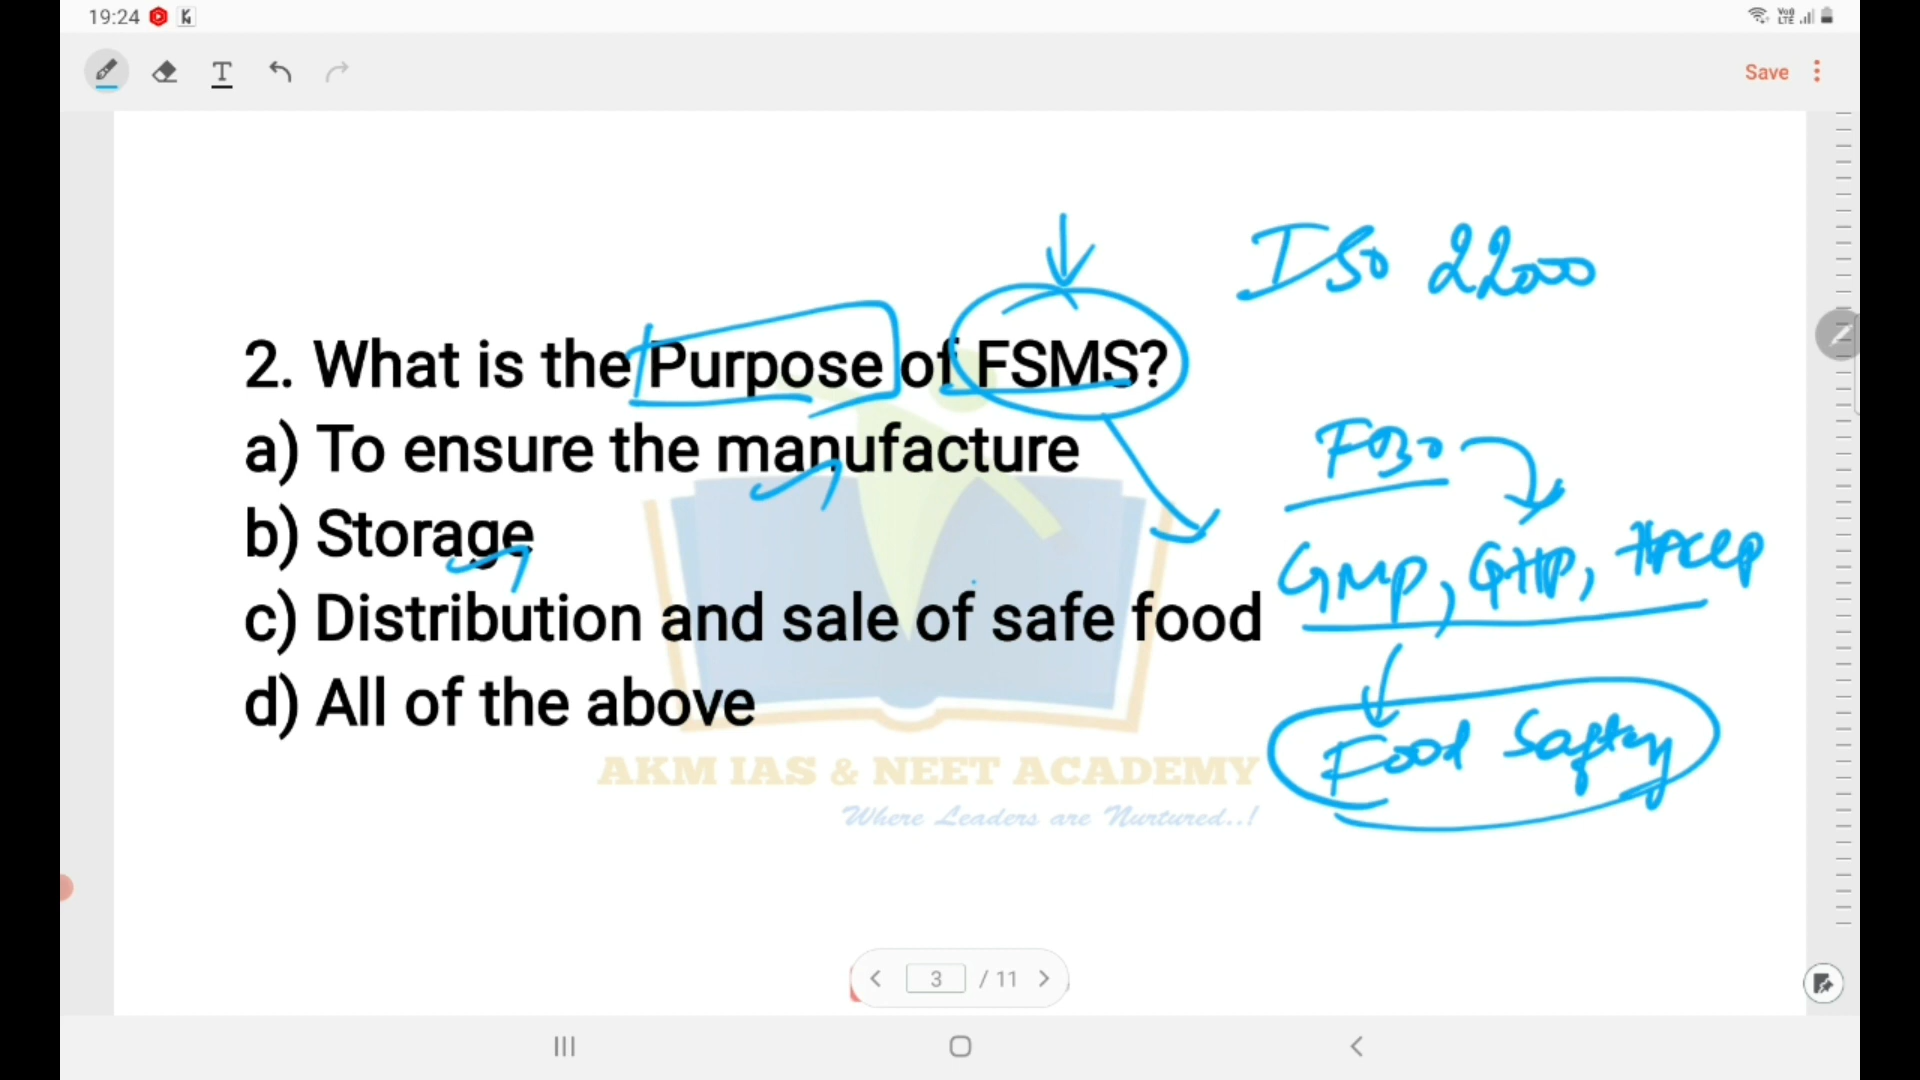 19:24
Save
ISO 22000
2. What is the Purpose of FSMS?
a) To ensure the manufacture
b) Storage
c) Distribution and sale of safe food
d) All of the above
FBO
GMP, GHP, HACCP
Food Saftey
AKM IAS & NEET ACADEMY
Where Leaders are Nurtured..!
3 / 11